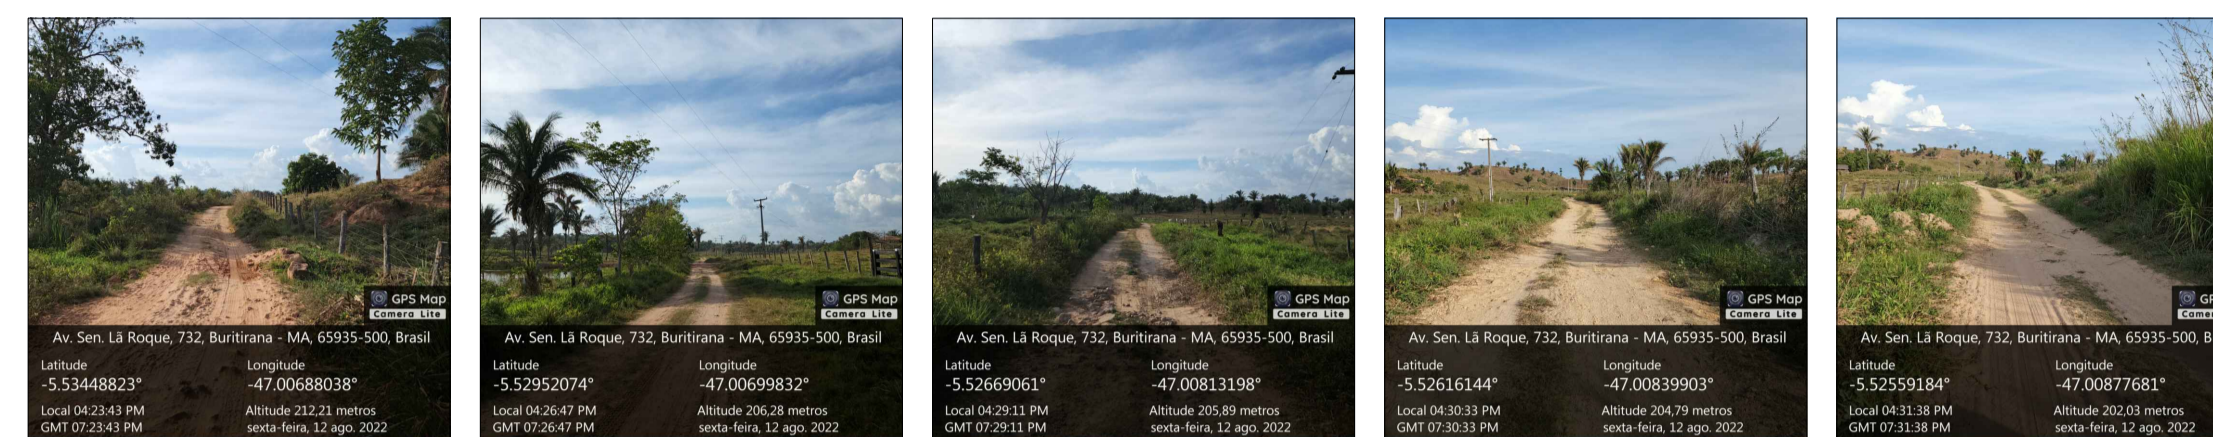 GPS Map
Camera Lite
Av. Sen. Lã Roque, 732, Buritirana - MA, 65935-500, Brasil
Latitude Longitude
-5.53448823° -47.00688038°
Local 04:23:43 PM Altitude 212,21 metros
GMT 07:23:43 PM sexta-feira, 12 ago. 2022
GPS Map
Camera Lite
Av. Sen. Lã Roque, 732, Buritirana - MA, 65935-500, Brasil
Latitude Longitude
-5.52952074° -47.00699832°
Local 04:26:47 PM Altitude 206,28 metros
GMT 07:26:47 PM sexta-feira, 12 ago. 2022
GPS Map
Camera Lite
Av. Sen. Lã Roque, 732, Buritirana - MA, 65935-500, Brasil
Latitude Longitude
-5.52669061° -47.00813198°
Local 04:29:11 PM Altitude 205,89 metros
GMT 07:29:11 PM sexta-feira, 12 ago. 2022
GPS Map
Camera Lite
Av. Sen. Lã Roque, 732, Buritirana - MA, 65935-500, Brasil
Latitude Longitude
-5.52616144° -47.00839903°
Local 04:30:33 PM Altitude 204,79 metros
GMT 07:30:33 PM sexta-feira, 12 ago. 2022
Av. Sen. Lã Roque, 732, Buritirana - MA, 65935-500,
Latitude Longitude
-5.52559184° -47.00877681°
Local 04:31:38 PM Altitude 202,03 metros
GMT 07:31:38 PM sexta-feira, 12 ago. 2022